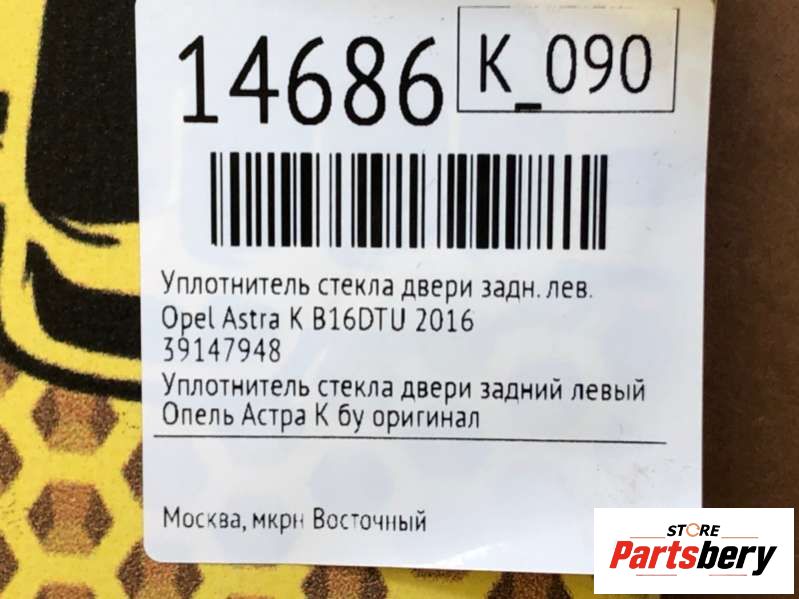 14686
K_090
Уплотнитель стекла двери задн. лев.
Opel Astra K B16DTU 2016
39147948
Уплотнитель стекла двери задний левый
Опель Астра К бу оригинал
Москва, мкрн Восточный
STORE
Partsbery